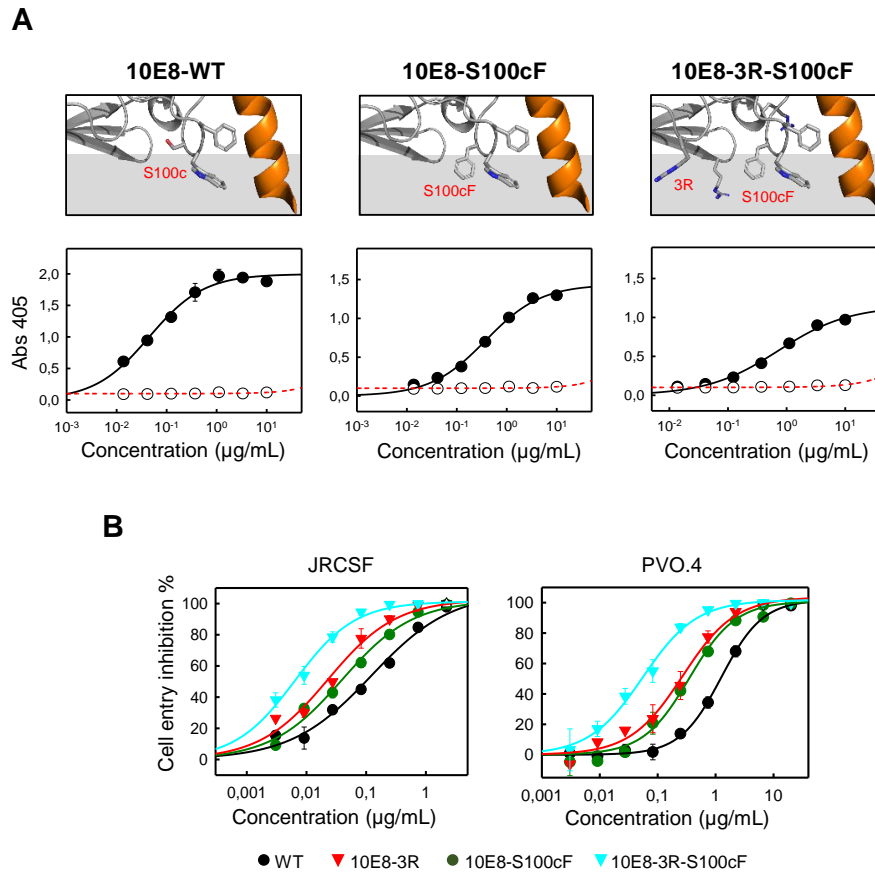 A
10E8-WT 10E8-S100cF 10E8-3R-S100cF
S100c S100cF 3R S100cF
Abs 405
2,0
1,5
1,0
0,5
0,0
10⁻³ 10⁻² 10⁻¹ 10⁰ 10¹
Concentration (µg/mL)
1,5
1,0
0,5
0,0
10⁻³ 10⁻² 10⁻¹ 10⁰ 10¹
Concentration (µg/mL)
1,5
1,0
0,5
0,0
10⁻² 10⁻¹ 10⁰ 10¹
Concentration (µg/mL)
B
JRCSF PVO.4
Cell entry inhibition %
100
80
60
40
20
0
0,001 0,01 0,1 1
Concentration (µg/mL)
100
80
60
40
20
0
0,001 0,01 0,1 1 10
Concentration (µg/mL)
WT 10E8-3R 10E8-S100cF 10E8-3R-S100cF